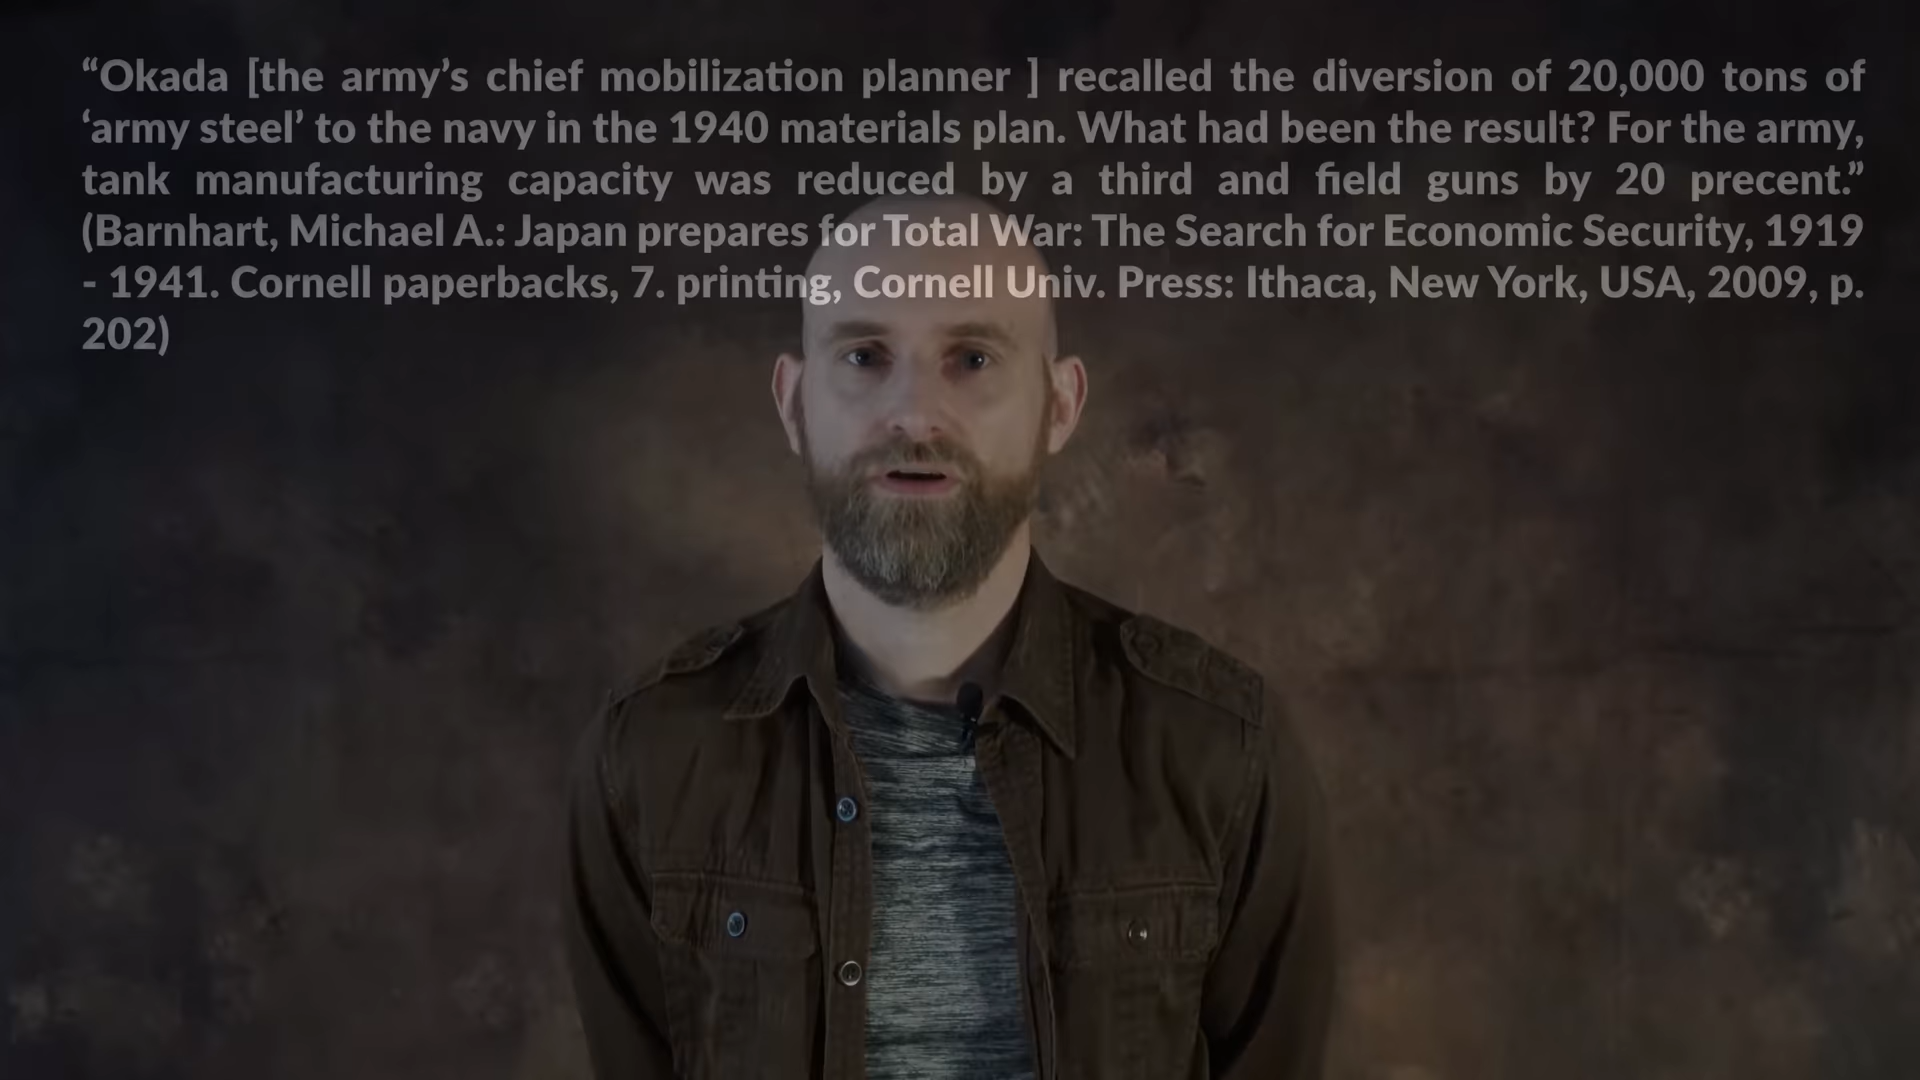 “Okada [the army’s chief mobilization planner ] recalled the diversion of 20,000 tons of
‘army steel’ to the navy in the 1940 materials plan. What had been the result? For the army,
tank manufacturing capacity was reduced by a third and field guns by 20 precent.”
(Barnhart, Michael A.: Japan prepares for Total War: The Search for Economic Security, 1919
- 1941. Cornell paperbacks, 7. printing, Cornell Univ. Press: Ithaca, New York, USA, 2009, p.
202)